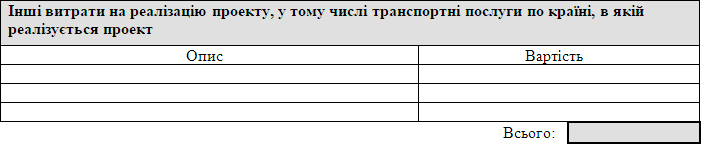 Інші витрати на реалізацію проекту, у тому числі транспортні послуги по країні, в якій
реалізується проект
Опис Вартість
Всього: